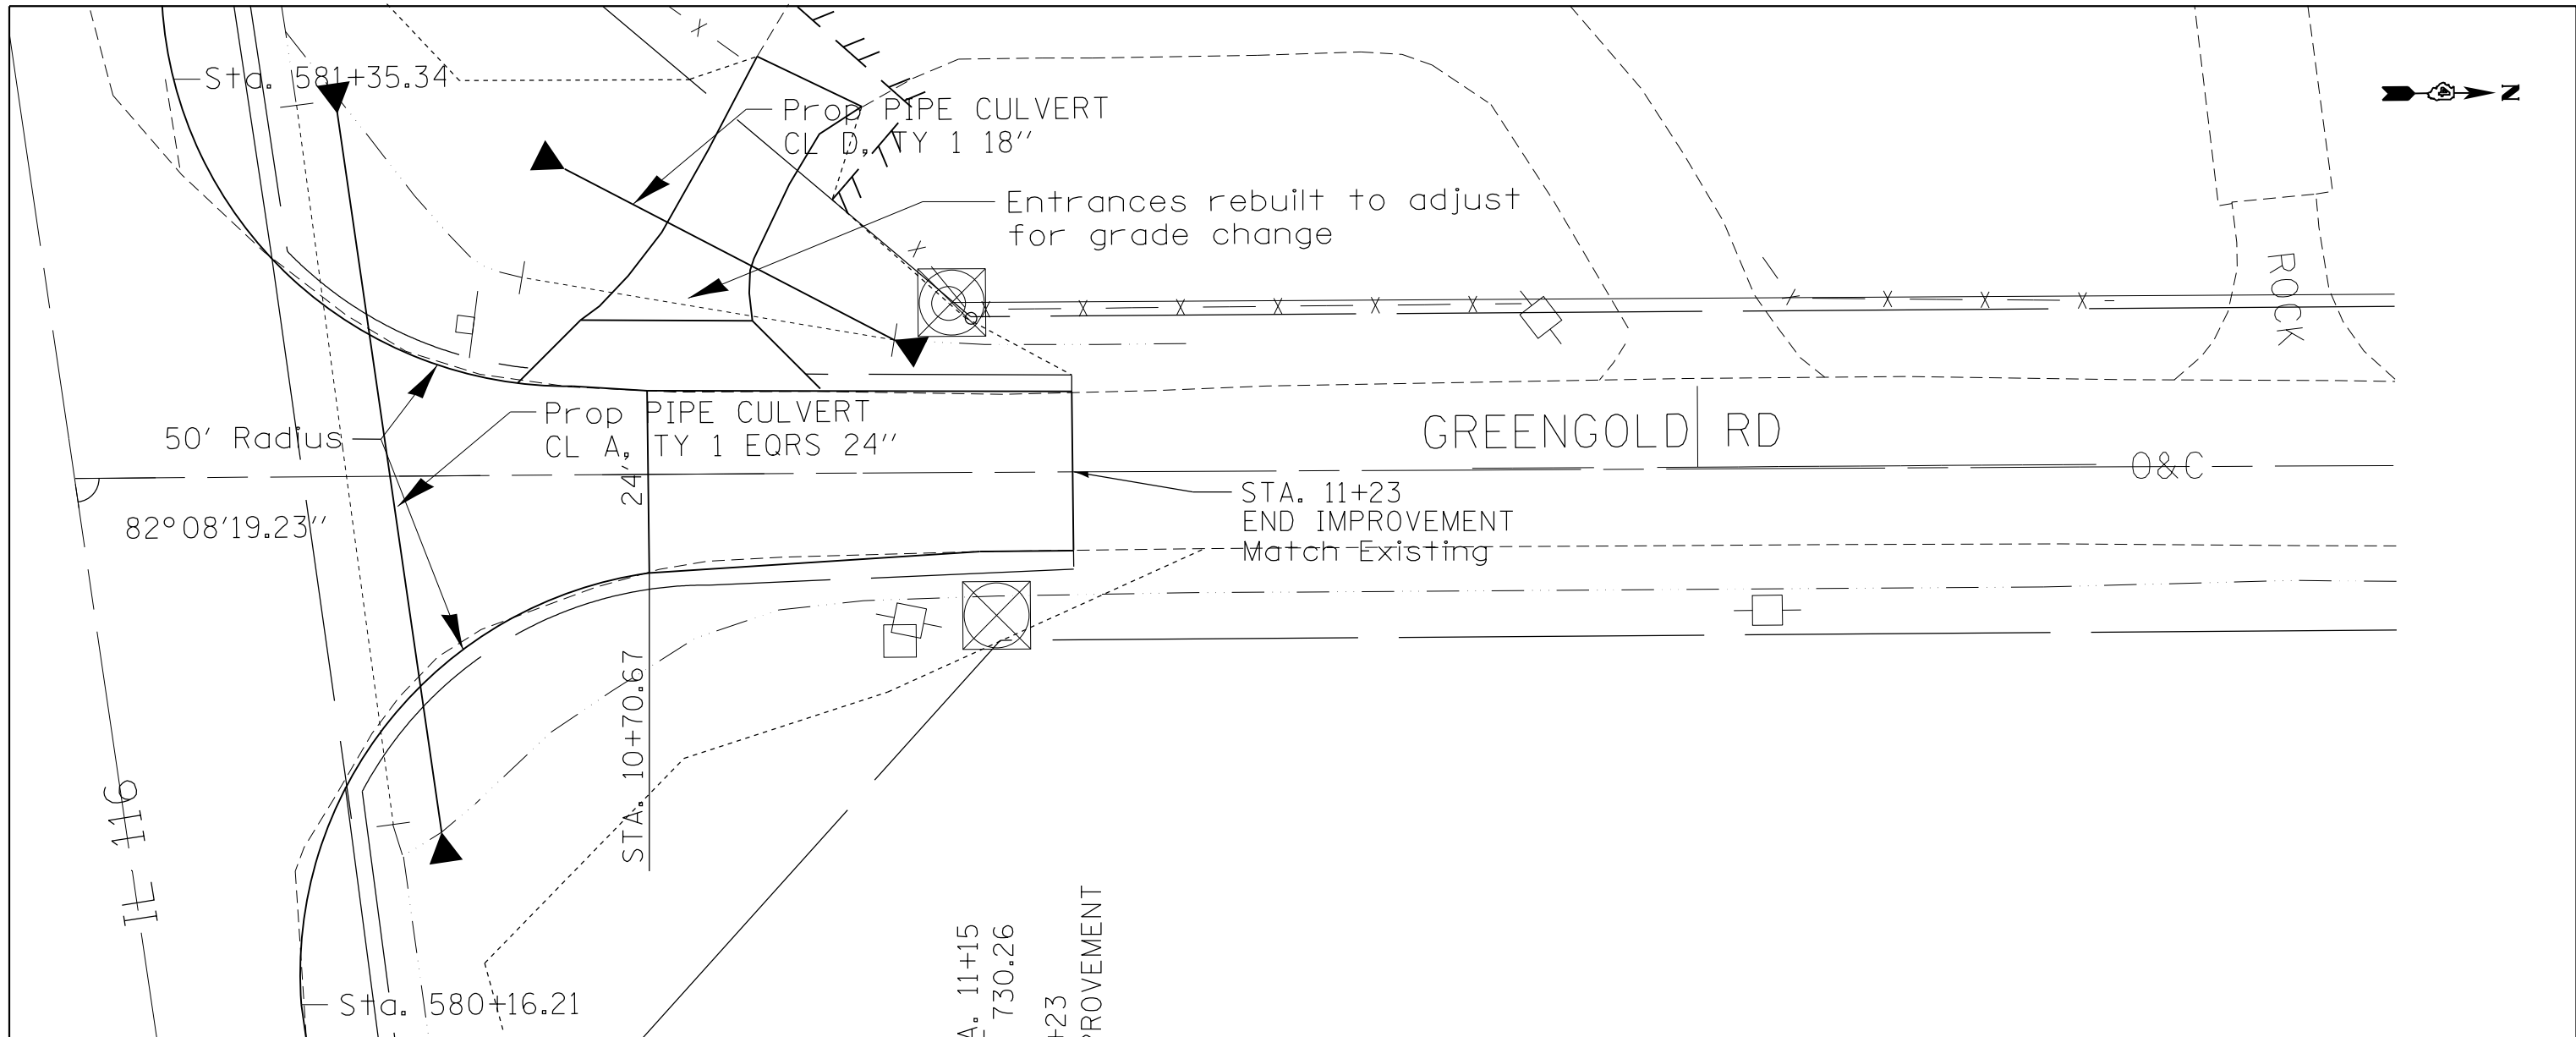 Sta. 581+35.34
Prop PIPE CULVERT
CL D, TY 1 18"
N
Entrances rebuilt to adjust
for grade change
ROCK
Prop PIPE CULVERT
CL A, TY 1 EQRS 24"
50' Radius
GREENGOLD RD
O&C
24'
STA. 11+23
END IMPROVEMENT
Match Existing
82°08'19.23"
STA. 10+70.67
IL 116
Sta. 580+16.21
A. 11+15
730.26
+23
PROVEMENT